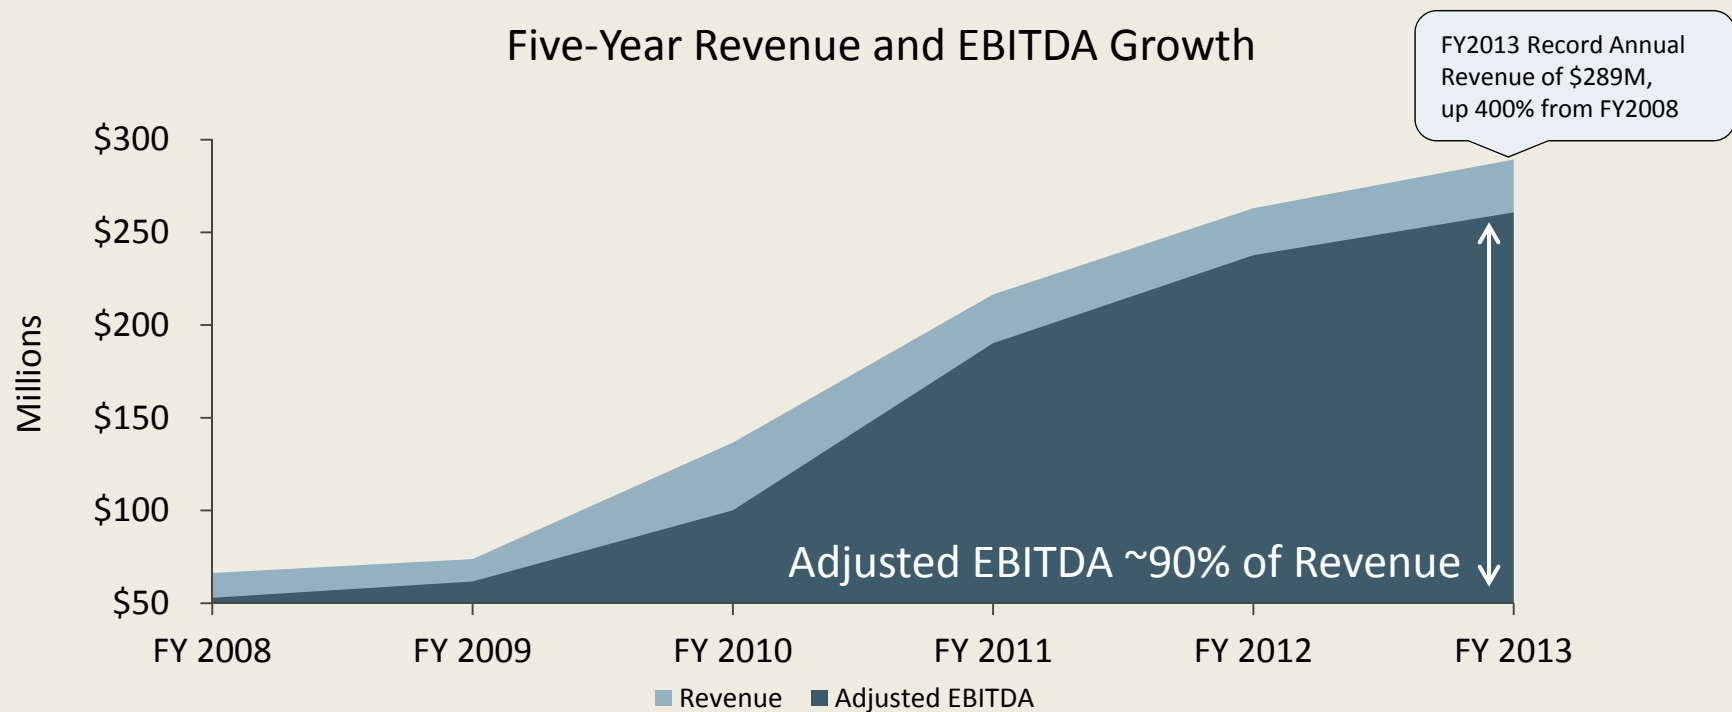 Five-Year Revenue and EBITDA Growth
FY2013 Record Annual
Revenue of $289M,
up 400% from FY2008
Millions
$300
$250
$200
$150
$100
$50
Adjusted EBITDA ~90% of Revenue
FY 2008 FY 2009 FY 2010 FY 2011 FY 2012 FY 2013
Revenue Adjusted EBITDA